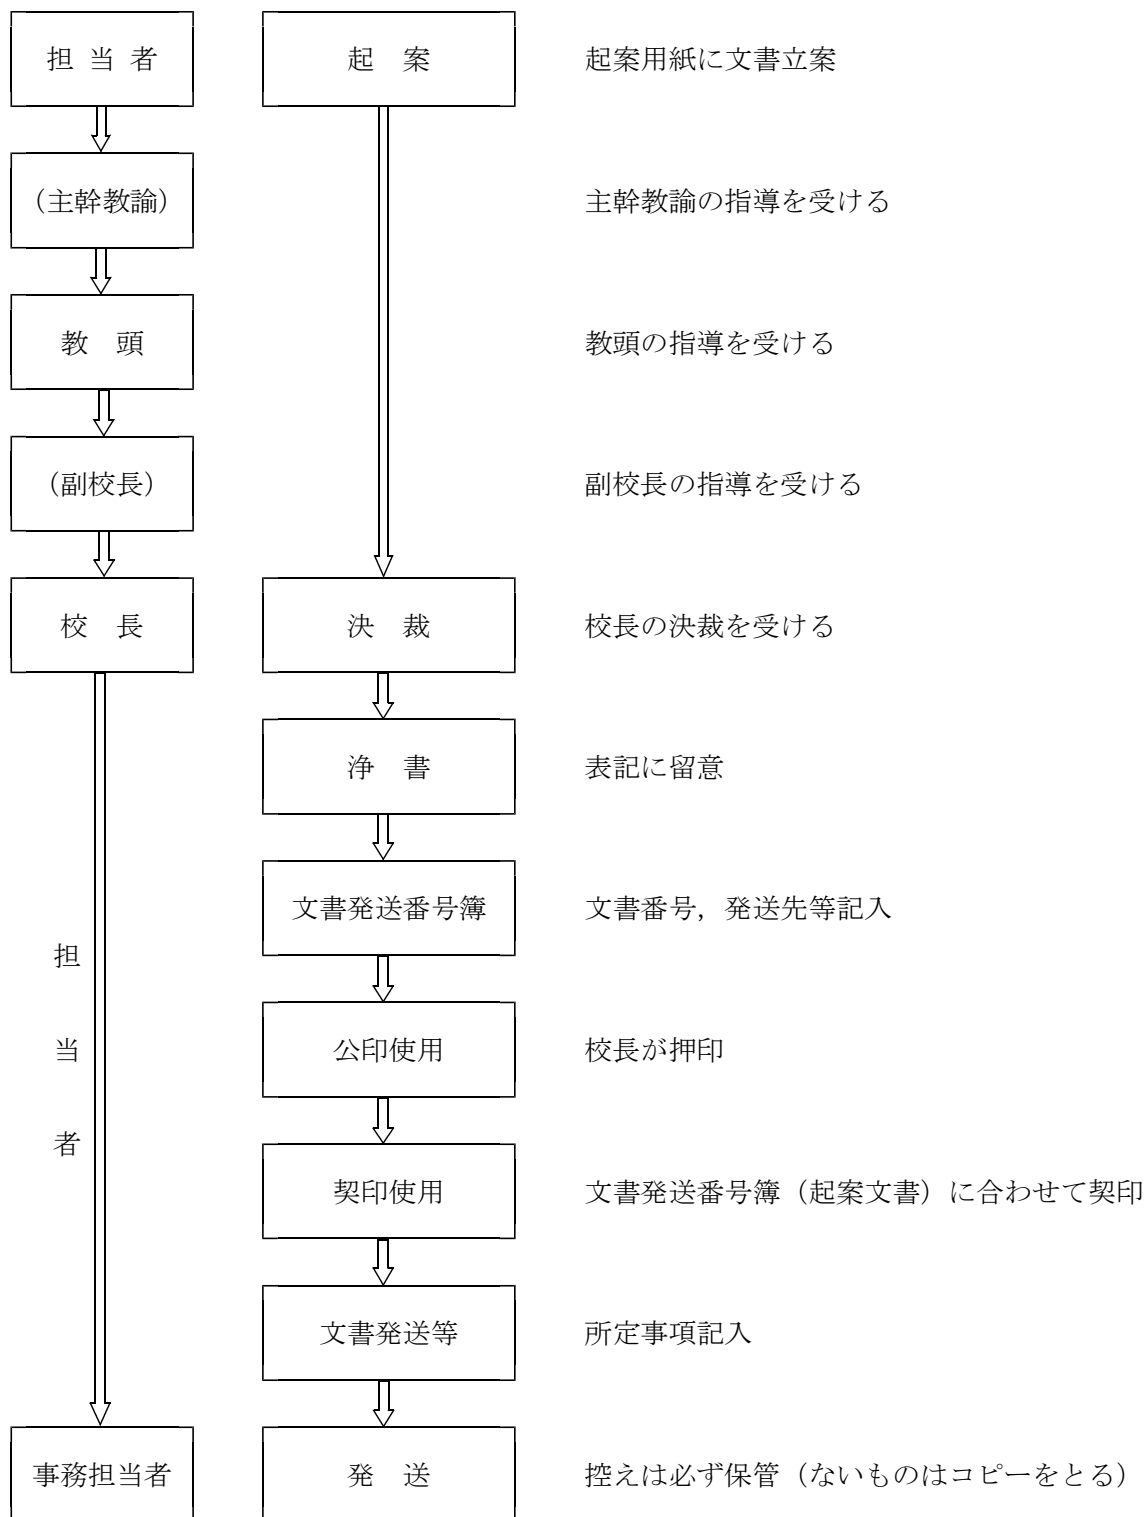 担 当 者　起　案　起案用紙に文書立案
（主幹教諭）　主幹教諭の指導を受ける
教　頭　教頭の指導を受ける
（副校長）　副校長の指導を受ける
校　長　決　裁　校長の決裁を受ける
浄　書　表記に留意
文書発送番号簿　文書番号，発送先等記入
担
当
者
公印使用　校長が押印
契印使用　文書発送番号簿（起案文書）に合わせて契印
文書発送等　所定事項記入
事務担当者　発　送　控えは必ず保管（ないものはコピーをとる）